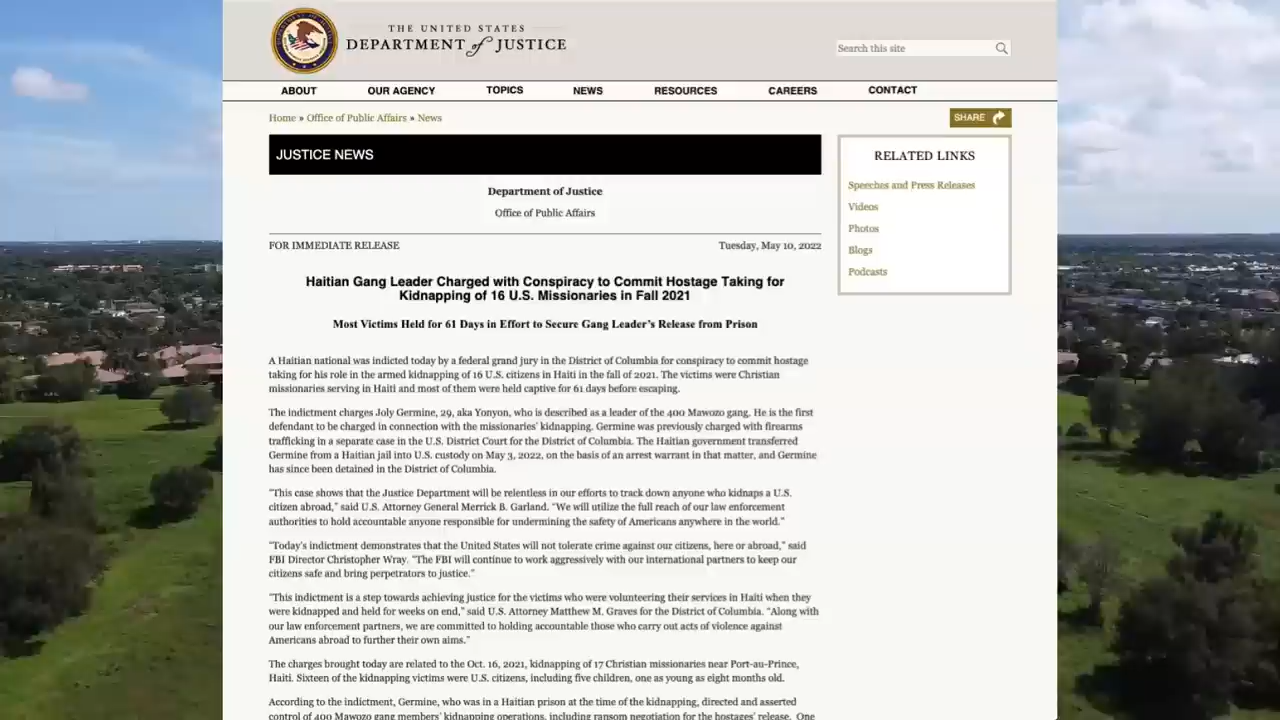 THE UNITED STATES
DEPARTMENT of JUSTICE
Search this site
ABOUT OUR AGENCY TOPICS NEWS RESOURCES CAREERS CONTACT
Home » Office of Public Affairs » News
SHARE
JUSTICE NEWS
Department of Justice
Office of Public Affairs
FOR IMMEDIATE RELEASE
Tuesday, May 10, 2022
Haitian Gang Leader Charged with Conspiracy to Commit Hostage Taking for
Kidnapping of 16 U.S. Missionaries in Fall 2021
Most Victims Held for 61 Days in Effort to Secure Gang Leader's Release from Prison
A Haitian national was indicted today by a federal grand jury in the District of Columbia for conspiracy to commit hostage
taking for his role in the armed kidnapping of 16 U.S. citizens in Haiti in the fall of 2021. The victims were Christian
missionaries serving in Haiti and most of them were held captive for 61 days before escaping.
The indictment charges Joly Germine, 29, aka Yonyon, who is described as a leader of the 400 Mawozo gang. He is the first
defendant to be charged in connection with the missionaries' kidnapping. Germine was previously charged with firearms
trafficking in a separate case in the U.S. District Court for the District of Columbia. The Haitian government transferred
Germine from a Haitian jail into U.S. custody on May 3, 2022, on the basis of an arrest warrant in that matter, and Germine
has since been detained in the District of Columbia.
"This case shows that the Justice Department will be relentless in our efforts to track down anyone who kidnaps a U.S.
citizen abroad," said U.S. Attorney General Merrick B. Garland. "We will utilize the full reach of our law enforcement
authorities to hold accountable anyone responsible for undermining the safety of Americans anywhere in the world."
"Today's indictment demonstrates that the United States will not tolerate crime against our citizens, here or abroad," said
FBI Director Christopher Wray. "The FBI will continue to work aggressively with our international partners to keep our
citizens safe and bring perpetrators to justice."
"This indictment is a step towards achieving justice for the victims who were volunteering their services in Haiti when they
were kidnapped and held for weeks on end," said U.S. Attorney Matthew M. Graves for the District of Columbia. "Along with
our law enforcement partners, we are committed to holding accountable those who carry out acts of violence against
Americans abroad to further their own aims."
The charges brought today are related to the Oct. 16, 2021, kidnapping of 17 Christian missionaries near Port-au-Prince,
Haiti. Sixteen of the kidnapping victims were U.S. citizens, including five children, one as young as eight months old.
According to the indictment, Germine, who was in a Haitian prison at the time of the kidnapping, directed and asserted
control of 400 Mawozo gang members' kidnapping operations, including ransom negotiation for the hostages' release. One
RELATED LINKS
Speeches and Press Releases
Videos
Photos
Blogs
Podcasts